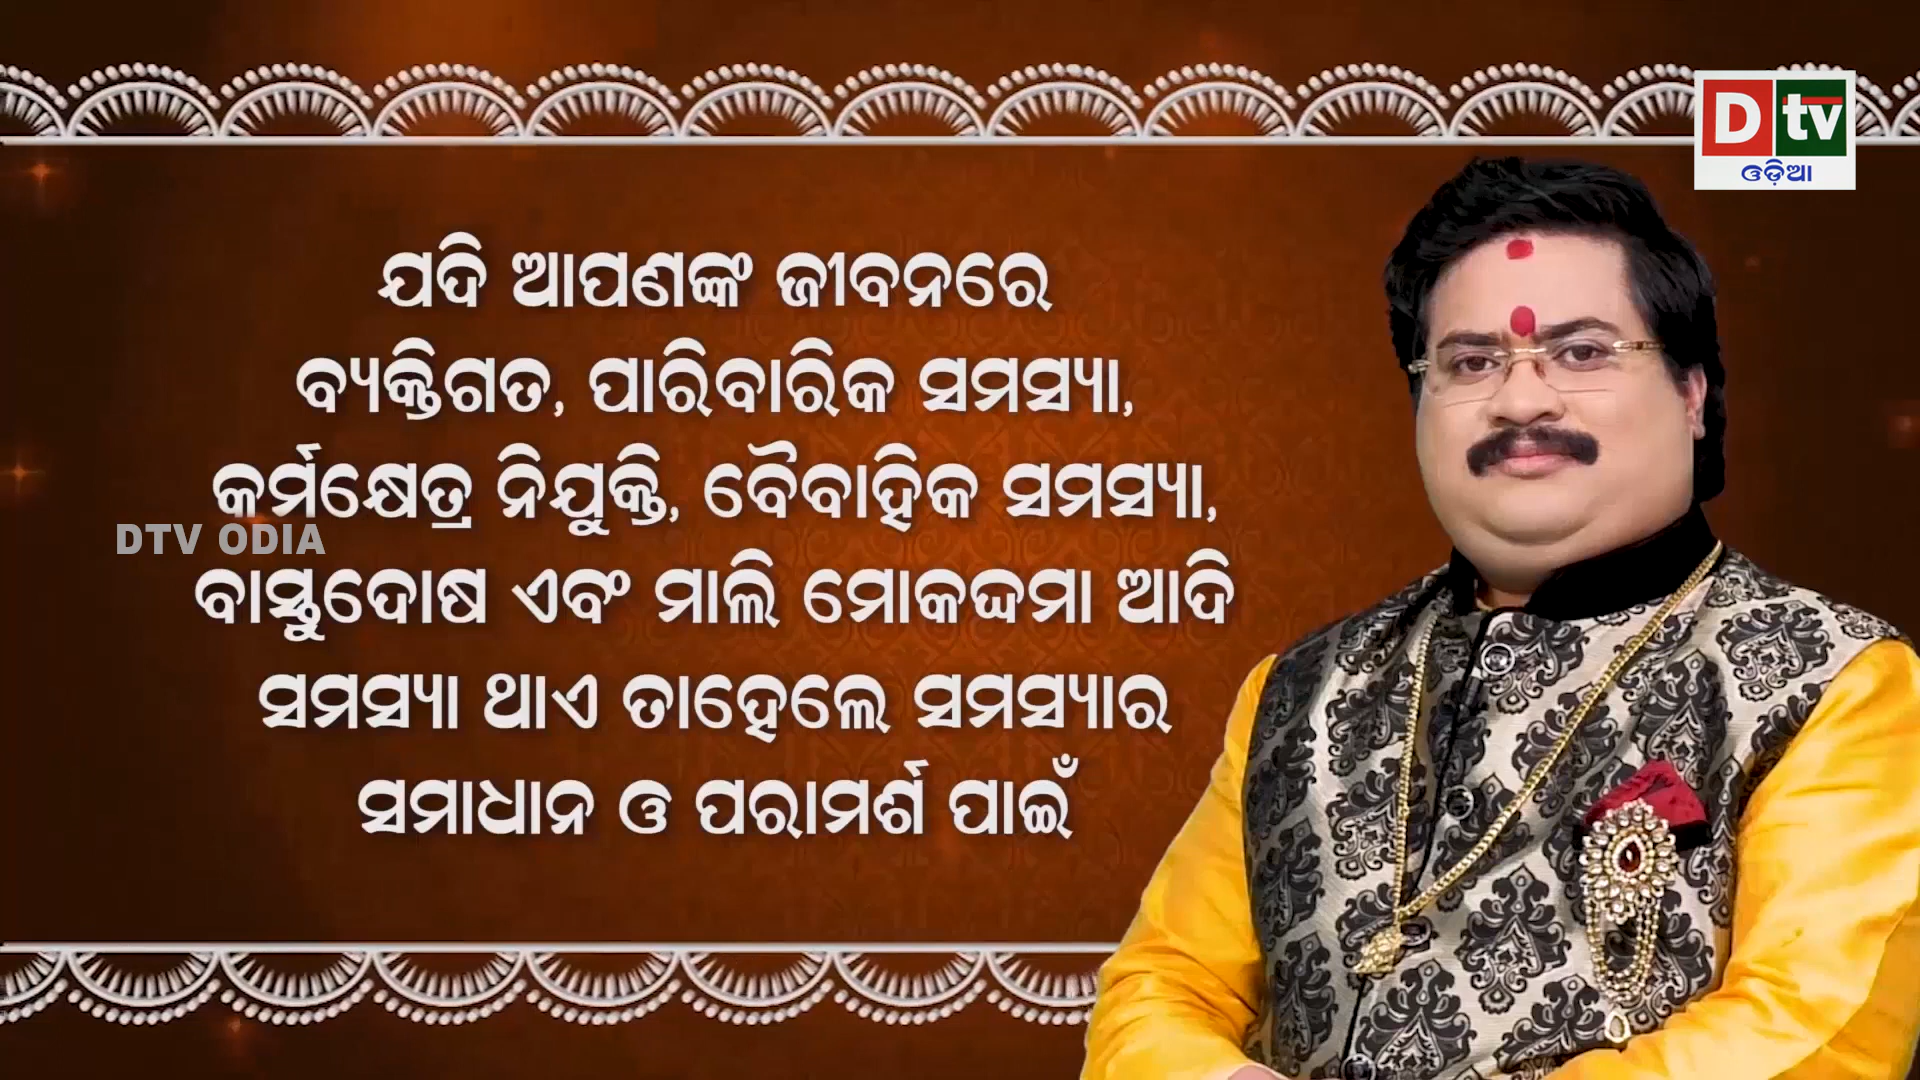 Dtv
ଓଡ଼ିଆ
ଯଦି ଆପଣଙ୍କ ଜୀବନରେ
ବ୍ୟକ୍ତିଗତ, ପାରିବାରିକ ସମସ୍ୟା,
କର୍ମକ୍ଷେତ୍ର ନିଯୁକ୍ତି, ବୈବାହିକ ସମସ୍ୟା,
DTV ODIA
ବାସ୍ତୁଦୋଷ ଏବଂ ମାଲି ମୋକଦ୍ଦମା ଆଦି
ସମସ୍ୟା ଥାଏ ତାହେଲେ ସମସ୍ୟାର
ସମାଧାନ ଓ ପରାମର୍ଶ ପାଇଁ